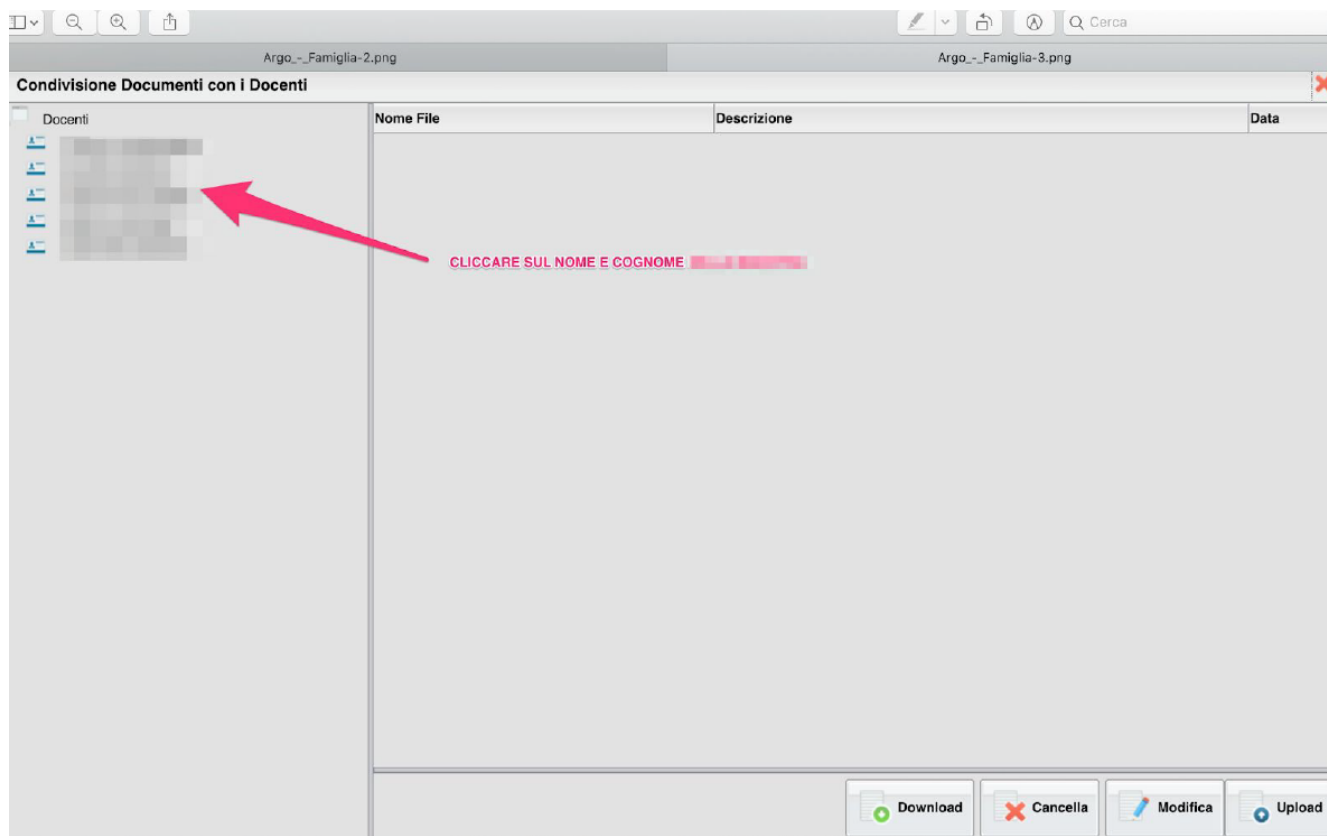 Cerca
Argo_-_Famiglia-2.png
Argo_-_Famiglia-3.png
Condivisione Documenti con i Docenti
Docenti
Nome File
Descrizione
Data
CLICCARE SUL NOME E COGNOME
Download
Cancella
Modifica
Upload